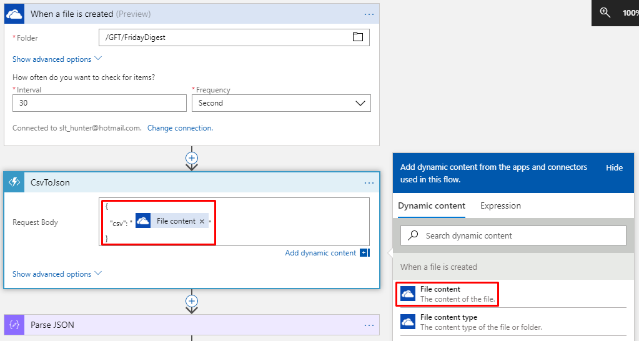 When a file is created (Preview)
100%
* Folder
/GFT/FridayDigest
Show advanced options
How often do you want to check for items?
* Interval
* Frequency
30
Second
Connected to slt_hunter@hotmail.com. Change connection.
CsvToJson
Request Body
{
"csv": " File content × "
}
Add dynamic content
Show advanced options
Parse JSON
Add dynamic content from the apps and connectors
used in this flow.
Hide
Dynamic content
Expression
Search dynamic content
When a file is created
File content
The content of the file.
File content type
The content type of the file or folder.